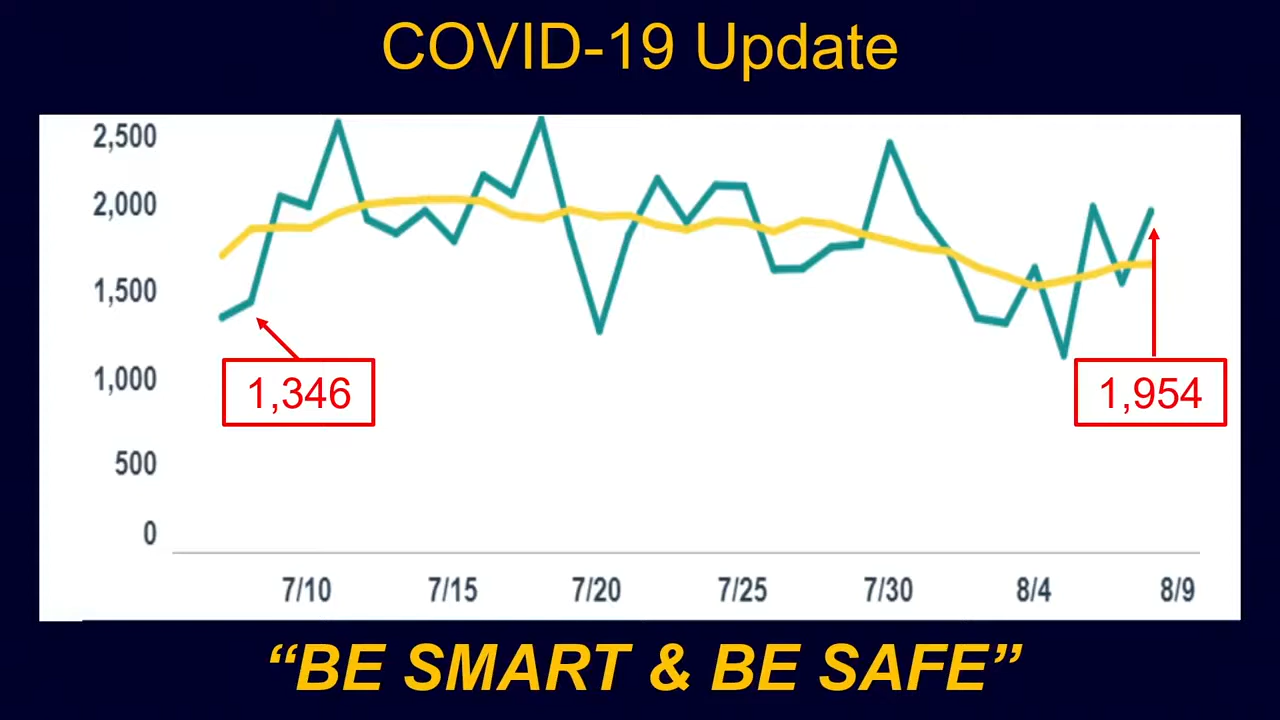 COVID-19 Update
2,500
2,000
1,500
1,000
500
0
1,346
1,954
7/10 7/15 7/20 7/25 7/30 8/4 8/9
“BE SMART & BE SAFE”